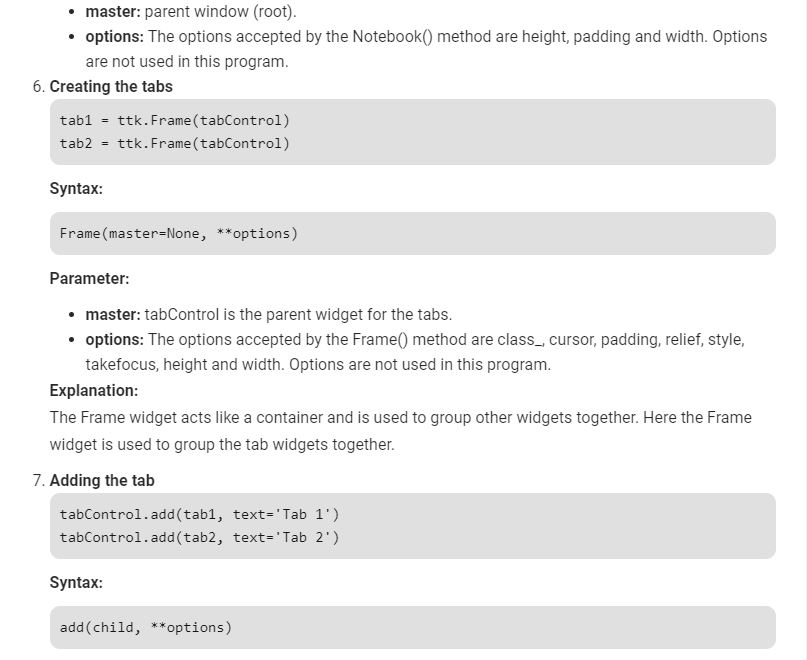 • master: parent window (root).
• options: The options accepted by the Notebook() method are height, padding and width. Options
are not used in this program.
6. Creating the tabs
tab1 = ttk.Frame(tabControl)
tab2 = ttk.Frame(tabControl)
Syntax:
Frame(master=None, **options)
Parameter:
• master: tabControl is the parent widget for the tabs.
• options: The options accepted by the Frame() method are class_, cursor, padding, relief, style,
takefocus, height and width. Options are not used in this program.
Explanation:
The Frame widget acts like a container and is used to group other widgets together. Here the Frame
widget is used to group the tab widgets together.
7. Adding the tab
tabControl.add(tab1, text='Tab 1')
tabControl.add(tab2, text='Tab 2')
Syntax:
add(child, **options)